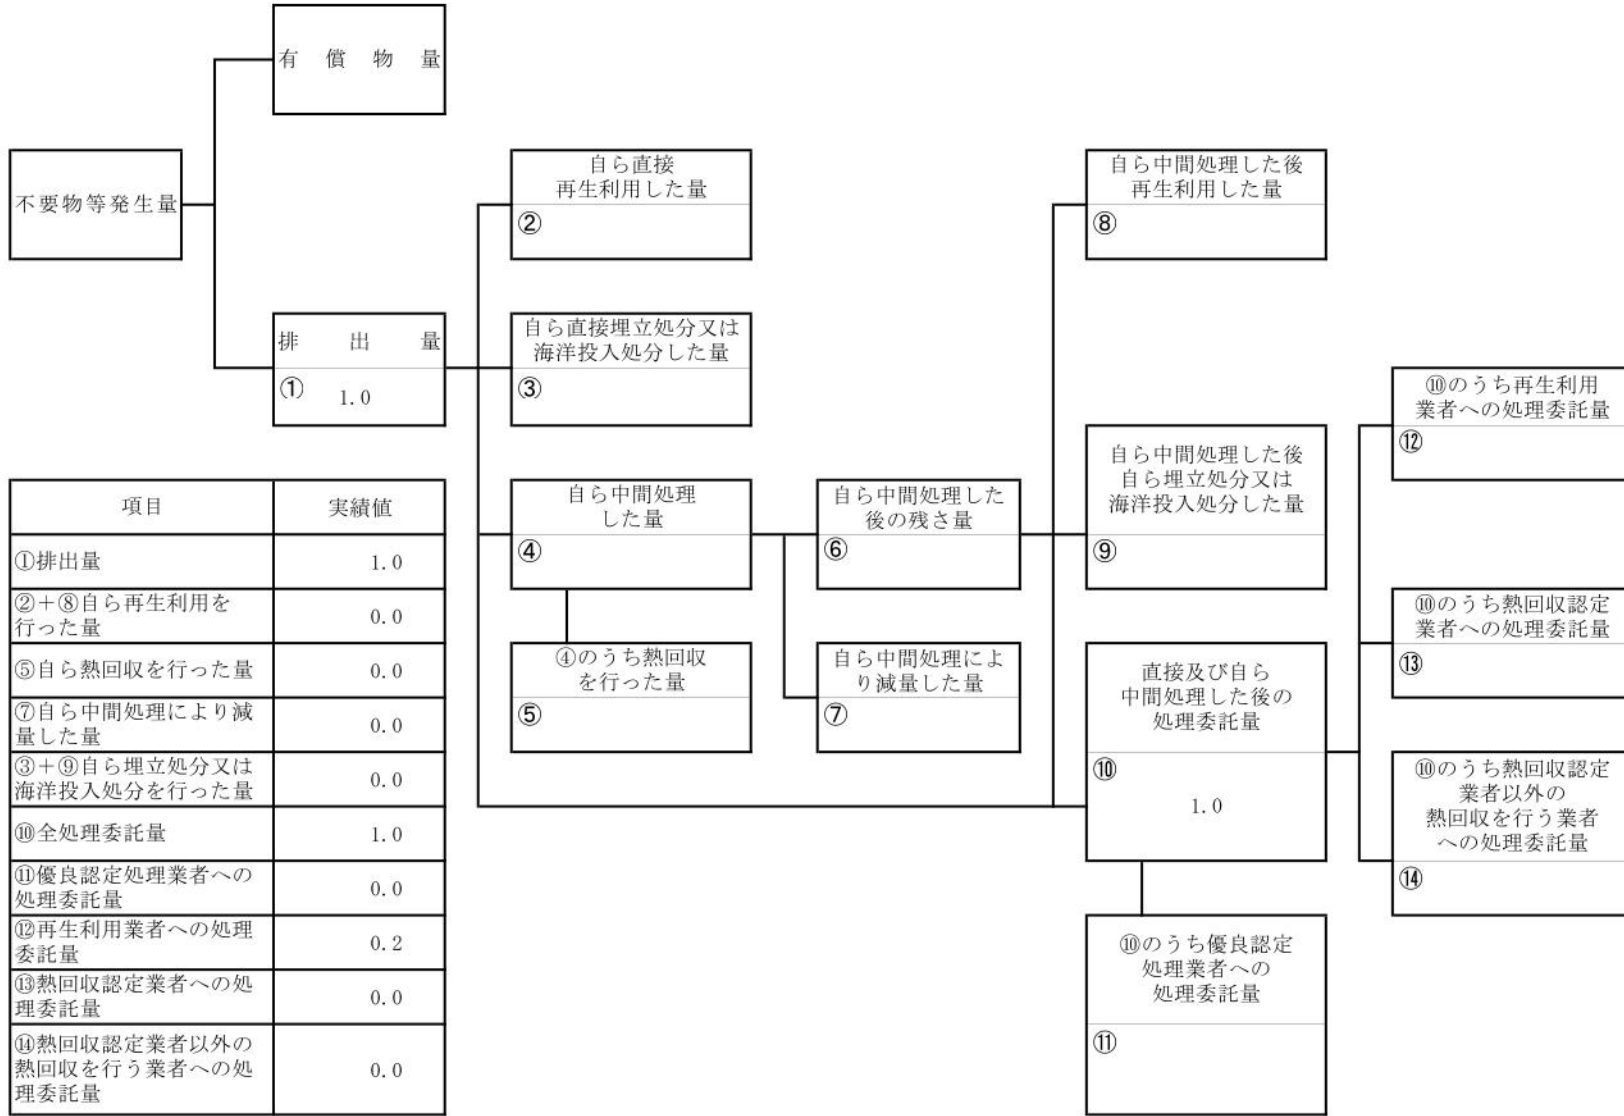 有償物量
不要物等発生量
排出量
①
1.0
自ら直接
再生利用した量
②
自ら直接埋立処分又は
海洋投入処分した量
③
自ら中間処理
した量
④
④のうち熱回収
を行った量
⑤
自ら中間処理した
後の残さ量
⑥
自ら中間処理によ
り減量した量
⑦
自ら中間処理した後
再生利用した量
⑧
自ら中間処理した後
自ら埋立処分又は
海洋投入処分した量
⑨
直接及び自ら
中間処理した後の
処理委託量
⑩
1.0
⑩のうち優良認定
処理業者への
処理委託量
⑪
⑩のうち再生利用
業者への処理委託量
⑫
⑩のうち熱回収認定
業者への処理委託量
⑬
⑩のうち熱回収認定
業者以外の
熱回収を行う業者
への処理委託量
⑭
項目 実績値
①排出量 1.0
②＋⑧自ら再生利用を
行った量 0.0
⑤自ら熱回収を行った量 0.0
⑦自ら中間処理により減
量した量 0.0
③＋⑨自ら埋立処分又は
海洋投入処分を行った量 0.0
⑩全処理委託量 1.0
⑪優良認定処理業者への
処理委託量 0.0
⑫再生利用業者への処理
委託量 0.2
⑬熱回収認定業者への処
理委託量 0.0
⑭熱回収認定業者以外の
熱回収を行う業者への処
理委託量 0.0